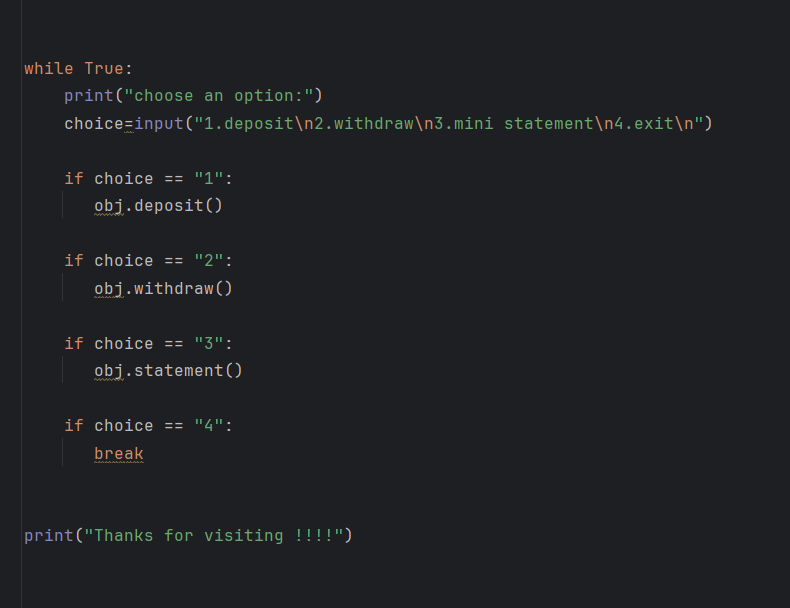 while True:
    print("choose an option:")
    choice=input("1.deposit\n2.withdraw\n3.mini statement\n4.exit\n")
    if choice == "1":
       obj.deposit()
    if choice == "2":
       obj.withdraw()
    if choice == "3":
       obj.statement()
    if choice == "4":
       break
print("Thanks for visiting !!!!")